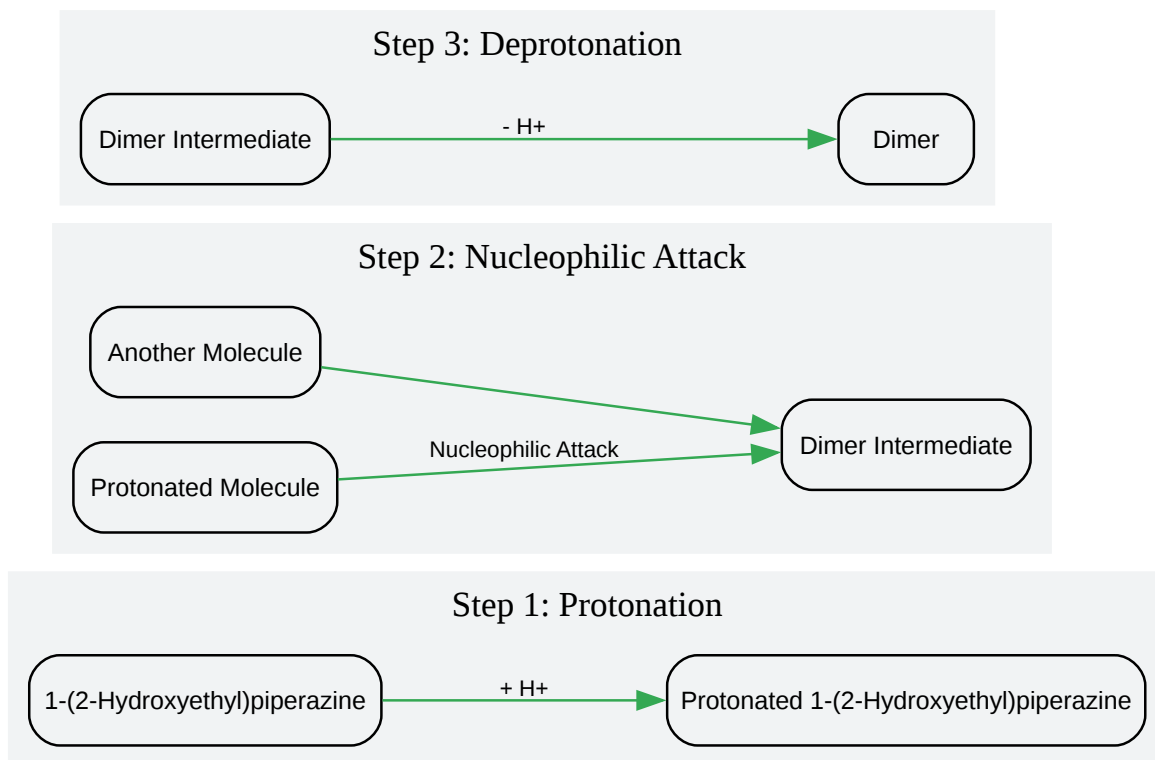 Step 3: Deprotonation
Dimer Intermediate
- H+
Dimer
Step 2: Nucleophilic Attack
Another Molecule
Nucleophilic Attack
Dimer Intermediate
Protonated Molecule
Step 1: Protonation
1-(2-Hydroxyethyl)piperazine
+ H+
Protonated 1-(2-Hydroxyethyl)piperazine